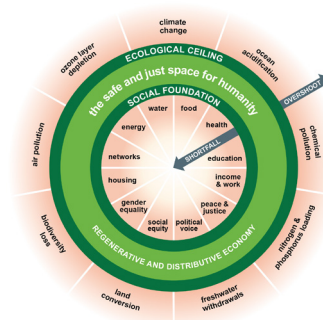 climate
change
ozone layer
depletion
ocean
acidification
ECOLOGICAL CEILING
the safe and just space for humanity
OVERSHOOT
SOCIAL FOUNDATION
water
food
energy
health
SHORTFALL
air pollution
chemical
pollution
networks
education
housing
income
& work
gender
equality
peace &
justice
social
equity
political
voice
REGENERATIVE AND DISTRIBUTIVE ECONOMY
biodiversity
loss
nitrogen &
phosphorus loading
land
conversion
freshwater
withdrawals